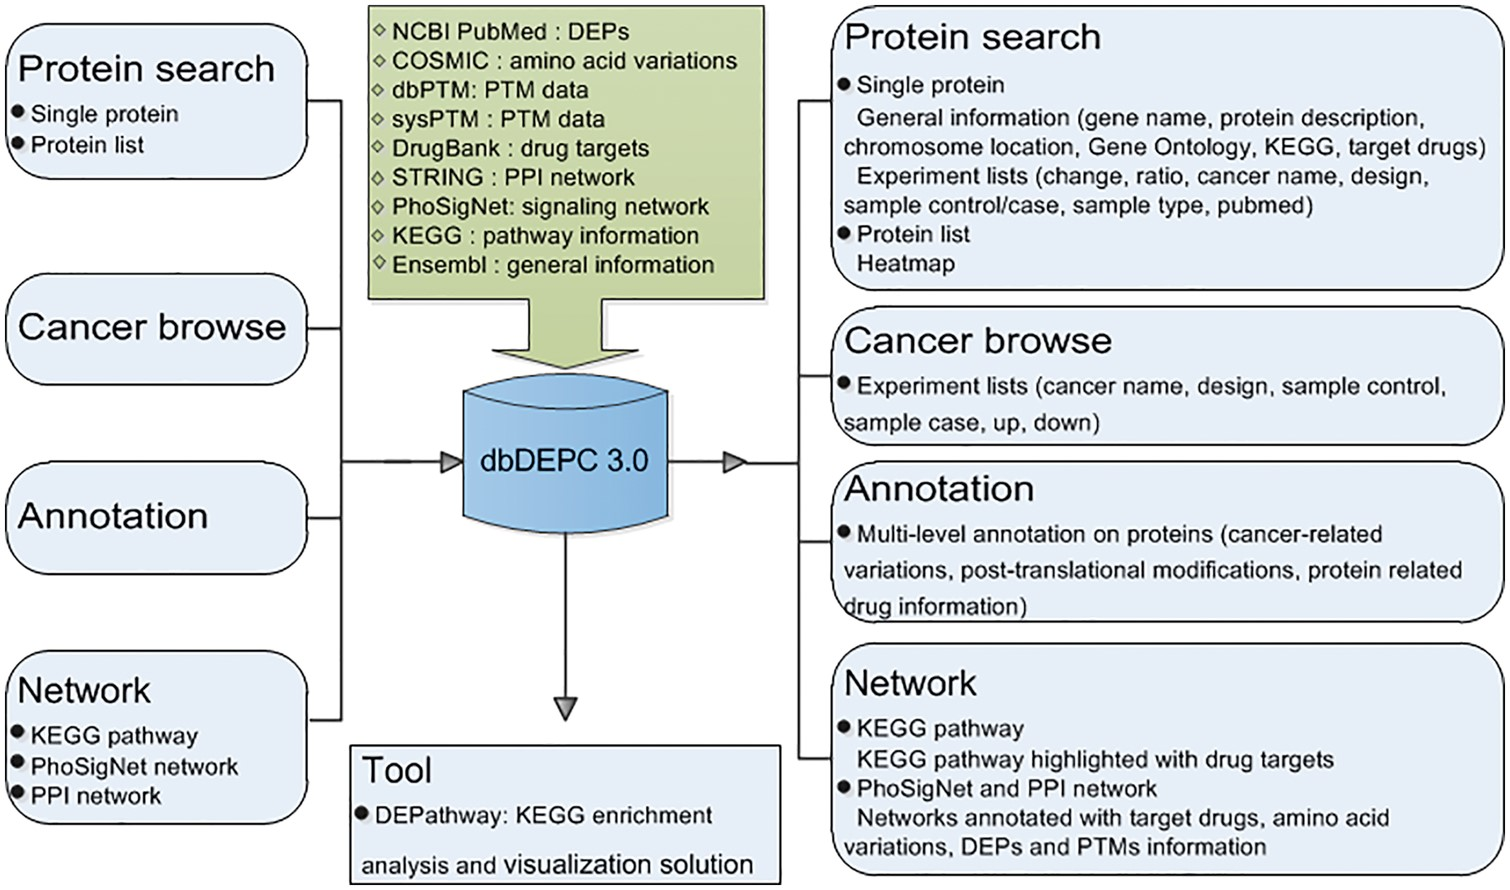 Protein search
● Single protein
● Protein list
Cancer browse
Annotation
Network
● KEGG pathway
● PhoSigNet network
● PPI network
◇ NCBI PubMed : DEPs
◇ COSMIC : amino acid variations
◇ dbPTM: PTM data
◇ sysPTM : PTM data
◇ DrugBank : drug targets
◇ STRING : PPI network
◇ PhoSigNet: signaling network
◇ KEGG : pathway information
◇ Ensembl : general information
dbDEPC 3.0
Tool
● DEPathway: KEGG enrichment
analysis and visualization solution
Protein search
● Single protein
General information (gene name, protein description,
chromosome location, Gene Ontology, KEGG, target drugs)
Experiment lists (change, ratio, cancer name, design,
sample control/case, sample type, pubmed)
● Protein list
Heatmap
Cancer browse
● Experiment lists (cancer name, design, sample control,
sample case, up, down)
Annotation
● Multi-level annotation on proteins (cancer-related
variations, post-translational modifications, protein related
drug information)
Network
● KEGG pathway
KEGG pathway highlighted with drug targets
● PhoSigNet and PPI network
Networks annotated with target drugs, amino acid
variations, DEPs and PTMs information